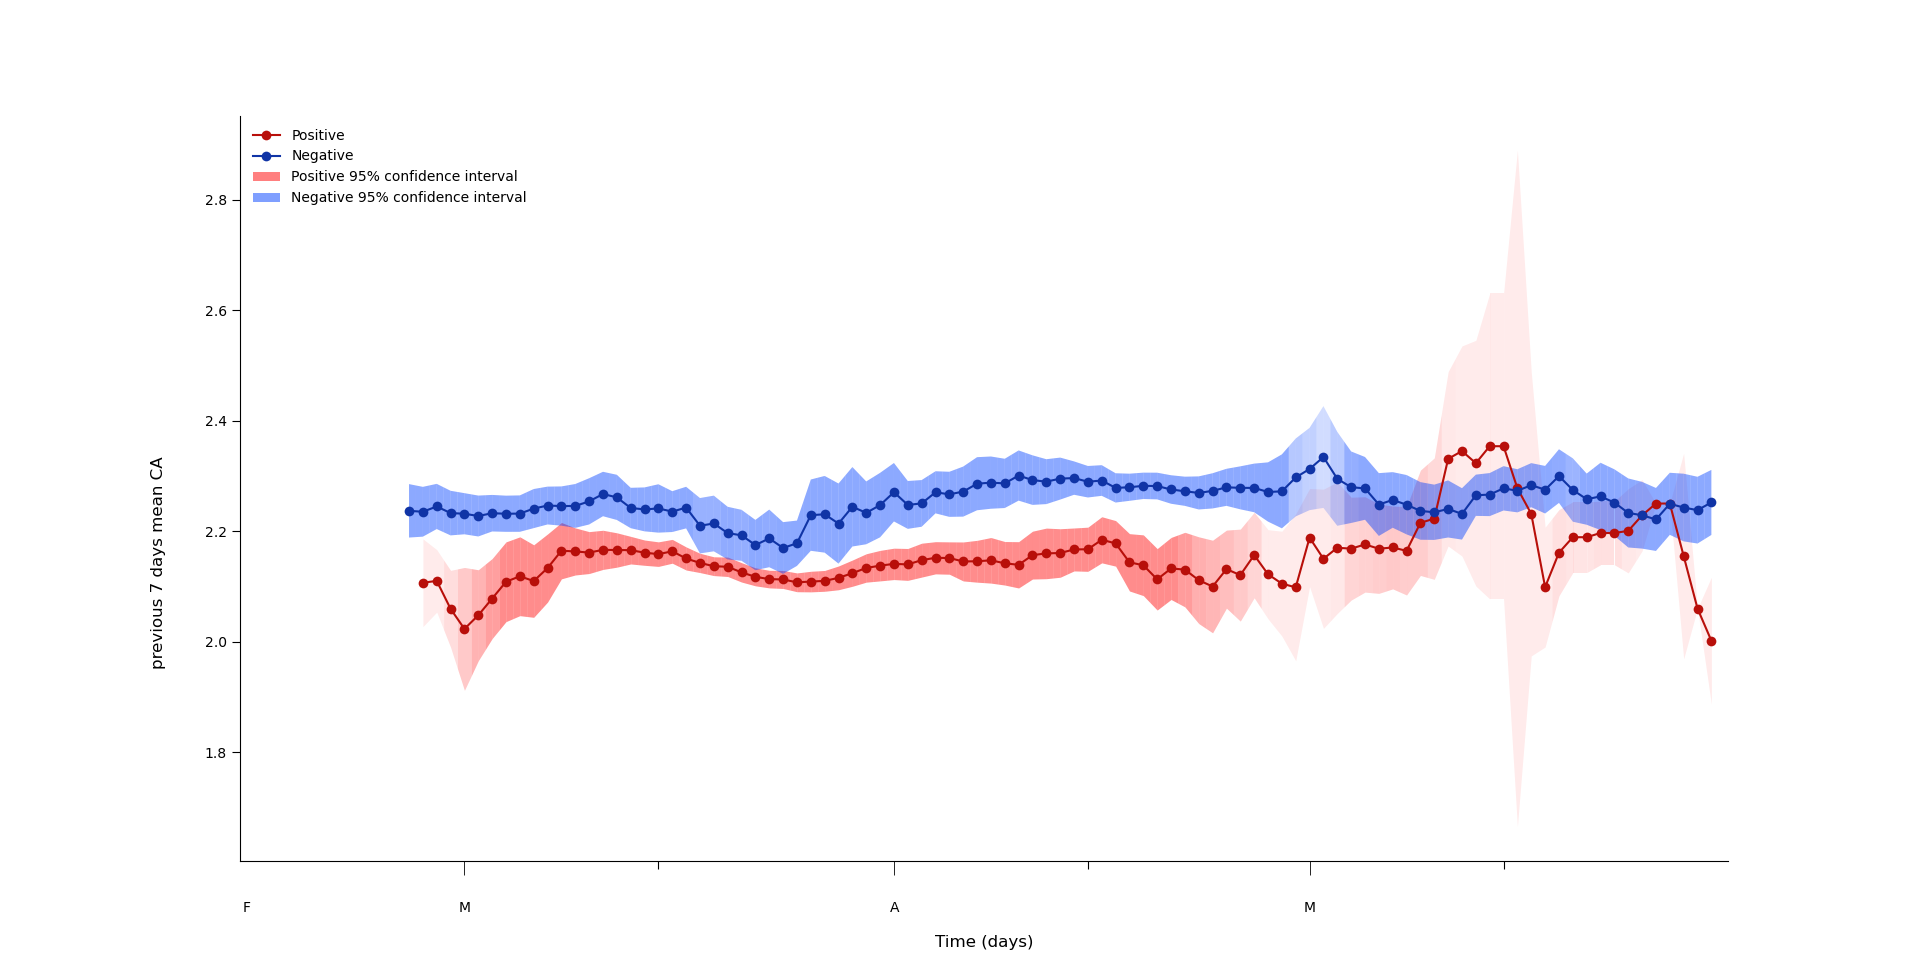 Positive
Negative
Positive 95% confidence interval
Negative 95% confidence interval
2.8
2.6
2.4
2.2
2.0
1.8
previous 7 days mean CA
F M A M
Time (days)